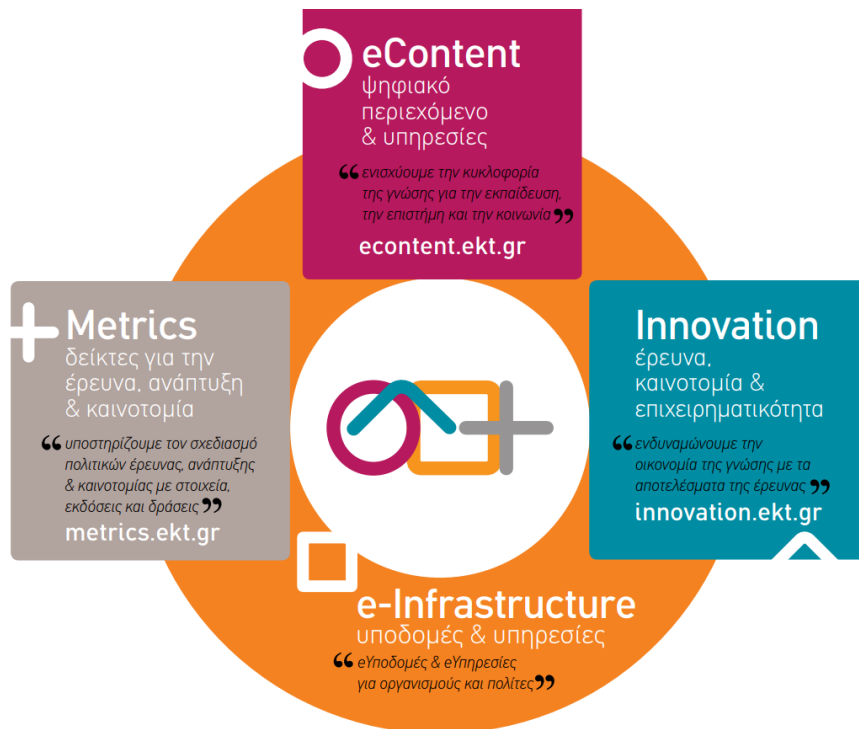 eContent
ψηφιακό
περιεχόμενο
& υπηρεσίες
❝ ενισχύουμε την κυκλοφορία
της γνώσης για την εκπαίδευση,
την επιστήμη και την κοινωνία ❞
econtent.ekt.gr
Metrics
δείκτες για την
έρευνα, ανάπτυξη
& καινοτομία
❝ υποστηρίζουμε τον σχεδιασμό
πολιτικών έρευνας, ανάπτυξης
& καινοτομίας με στοιχεία,
εκδόσεις και δράσεις ❞
metrics.ekt.gr
Innovation
έρευνα,
καινοτομία &
επιχειρηματικότητα
❝ ενδυναμώνουμε την
οικονομία της γνώσης με τα
αποτελέσματα της έρευνας ❞
innovation.ekt.gr
e-Infrastructure
υποδομές & υπηρεσίες
❝ eΥποδομές & eΥπηρεσίες
για οργανισμούς και πολίτες❞